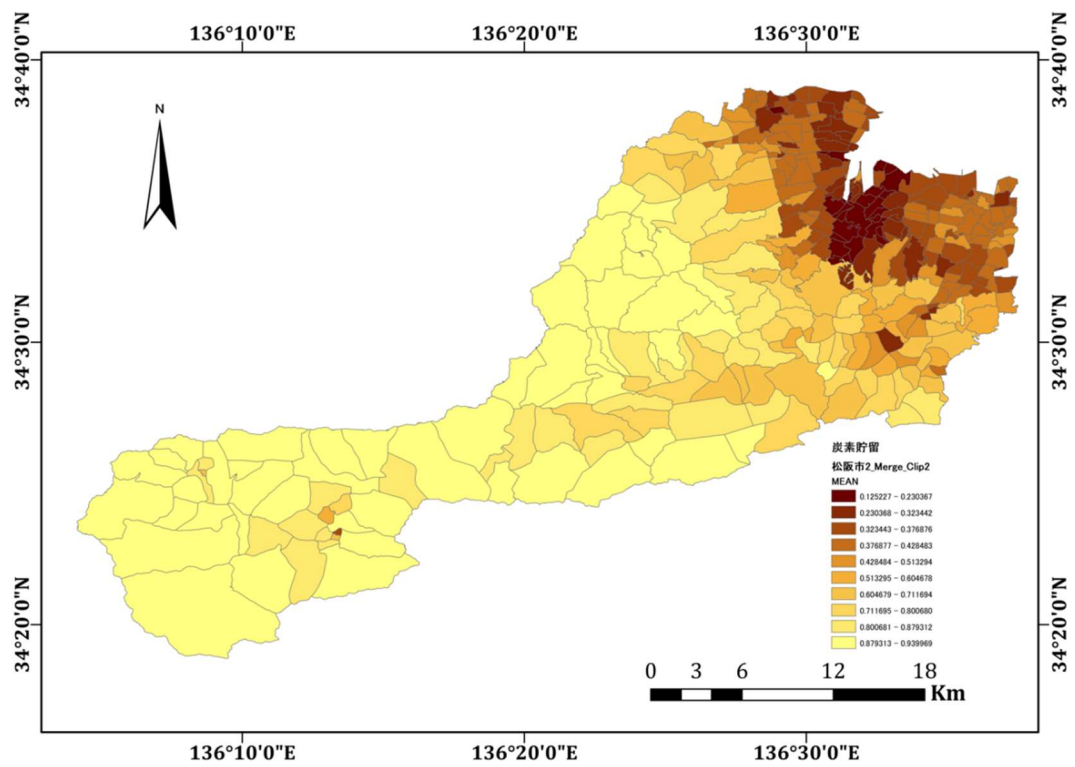 136°10'0"E 136°20'0"E 136°30'0"E
34°40'0"N 34°40'0"N
N
34°30'0"N 34°30'0"N
炭素貯留
松阪市2_Merge_Clip2
MEAN
0.125227 - 0.230367
0.230368 - 0.323442
0.323443 - 0.376876
0.376877 - 0.428483
0.428484 - 0.513294
0.513295 - 0.604678
0.604679 - 0.711694
0.711695 - 0.800680
0.800681 - 0.879312
0.879313 - 0.939969
34°20'0"N 34°20'0"N
0 3 6 12 18
Km
136°10'0"E 136°20'0"E 136°30'0"E